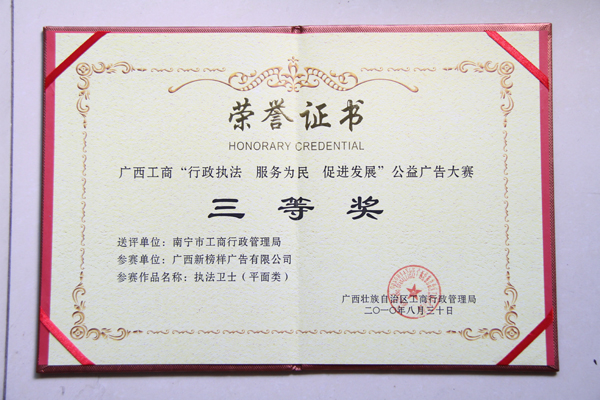 荣誉证书
HONORARY CREDENTIAL
广西工商“行政执法 服务为民 促进发展”公益广告大赛
三等奖
送评单位：南宁市工商行政管理局
参赛单位：广西新榜样广告有限公司
参赛作品名称：执法卫士（平面类）
广西壮族自治区工商行政管理局
二〇一〇年八月三十日